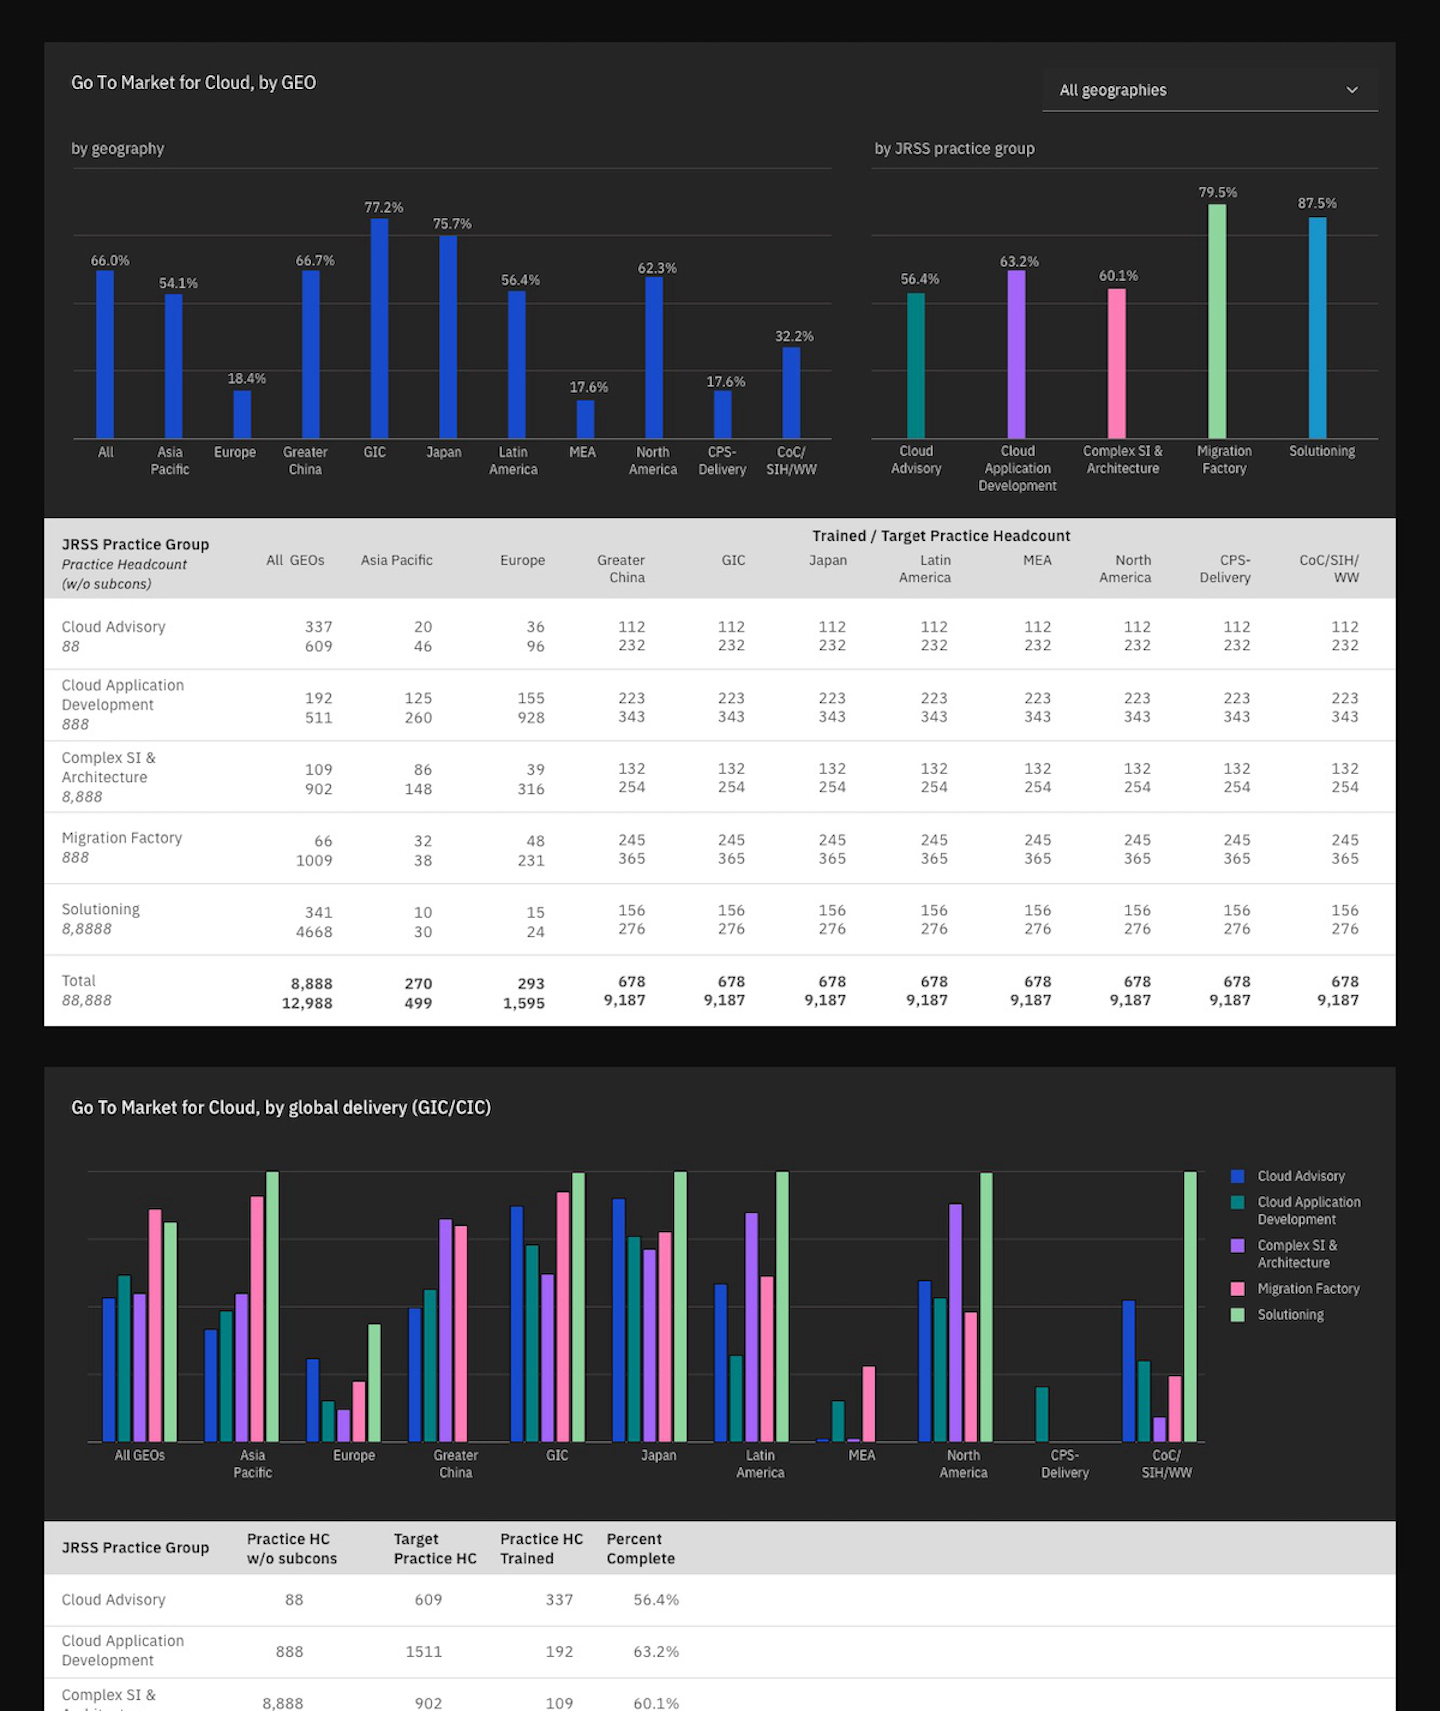 Go To Market for Cloud, by GEO
All geographies
by geography
66.0%
54.1%
18.4%
66.7%
77.2%
75.7%
56.4%
17.6%
62.3%
17.6%
32.2%
All
Asia
Pacific
Europe
Greater
China
GIC
Japan
Latin
America
MEA
North
America
CPS-
Delivery
CoC/
SIH/WW
by JRSS practice group
56.4%
63.2%
60.1%
79.5%
87.5%
Cloud
Advisory
Cloud
Application
Development
Complex SI &
Architecture
Migration
Factory
Solutioning
JRSS Practice Group
Practice Headcount
(w/o subcons)
Trained / Target Practice Headcount
All GEOs
Asia Pacific
Europe
Greater
China
GIC
Japan
Latin
America
MEA
North
America
CPS-
Delivery
CoC/SIH/
WW
Cloud Advisory
88
337 20 36 112 112 112 112 112 112 112 112
609 46 96 232 232 232 232 232 232 232 232
Cloud Application
Development
888
192 125 155 223 223 223 223 223 223 223 223
511 260 928 343 343 343 343 343 343 343 343
Complex SI &
Architecture
8,888
109 86 39 132 132 132 132 132 132 132 132
902 148 316 254 254 254 254 254 254 254 254
Migration Factory
888
66 32 48 245 245 245 245 245 245 245 245
1009 38 231 365 365 365 365 365 365 365 365
Solutioning
8,8888
341 10 15 156 156 156 156 156 156 156 156
4668 30 24 276 276 276 276 276 276 276 276
Total
88,888
8,888 270 293 678 678 678 678 678 678 678 678
12,988 499 1,595 9,187 9,187 9,187 9,187 9,187 9,187 9,187 9,187
Go To Market for Cloud, by global delivery (GIC/CIC)
Cloud Advisory
Cloud Application
Development
Complex SI &
Architecture
Migration Factory
Solutioning
All GEOs
Asia
Pacific
Europe
Greater
China
GIC
Japan
Latin
America
MEA
North
America
CPS-
Delivery
CoC/
SIH/WW
JRSS Practice Group
Practice HC
w/o subcons
Target
Practice HC
Practice HC
Trained
Percent
Complete
Cloud Advisory 88 609 337 56.4%
Cloud Application
Development
888 1511 192 63.2%
Complex SI &
8,888 902 109 60.1%